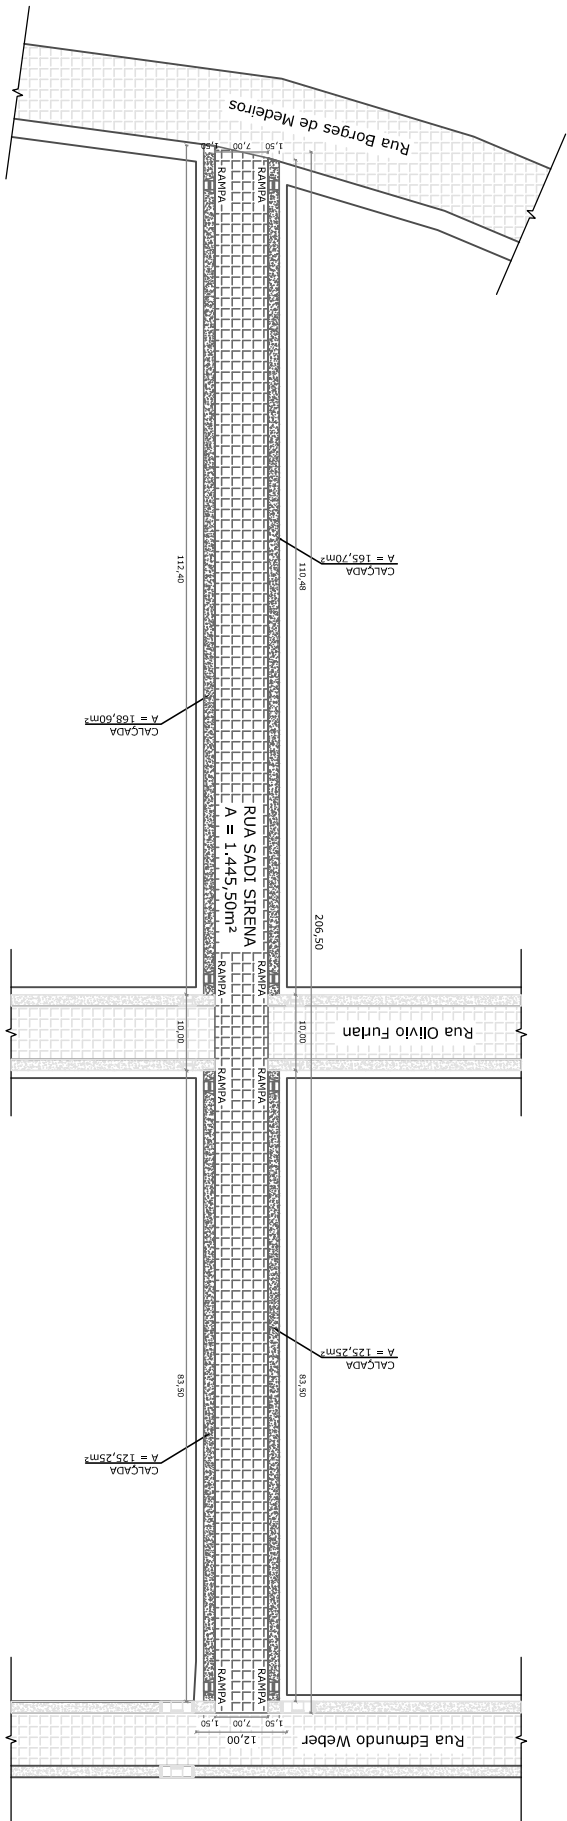 Rua Borges de Medeiros
1,50
7,00
1,50
RAMPA
RAMPA
112,40
110,48
CALÇADA
A = 165,70m²
CALÇADA
A = 168,60m²
RUA SADI SIRENA
A = 1.445,50m²
206,50
RAMPA
RAMPA
10,00
10,00
Rua Olivio Furlan
RAMPA
RAMPA
83,50
83,50
CALÇADA
A = 125,25m²
CALÇADA
A = 125,25m²
RAMPA
RAMPA
1,50
7,00
1,50
12,00
Rua Edmundo Weber